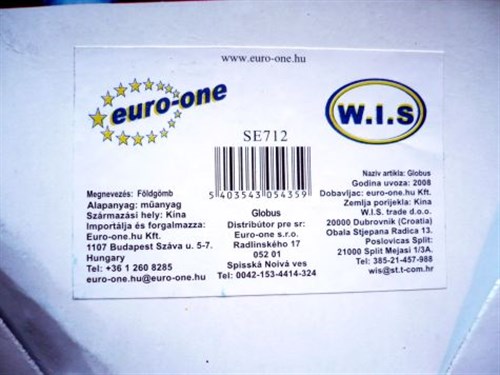 www.euro-one.hu
euro-one
W.I.S
SE712
5 403543 054359
Megnevezés: Földgömb
Alapanyag: műanyag
Származási hely: Kina
Importálja és forgalmazza:
Euro-one.hu Kft.
1107 Budapest Száva u. 5-7.
Hungary
Tel: +36 1 260 8285
euro-one.hu@euro-one.hu
Globus
Distribútor pre sr:
Euro-one s.r.o.
Radlinského 17
052 01
Spisská Noivá ves
Tel: 0042-153-4414-324
Naziv artikla: Globus
Godina uvoza: 2008
Dobavljac: euro-one.hu Kft.
Zemlja porijekla: Kina
W.I.S. trade d.o.o.
20000 Dubrovnik (Croatia)
Obala Stjepana Radica 13.
Poslovicas Split:
21000 Split Mejasi 1/3A.
Tel: 385-21-457-988
wis@st.t-com.hr